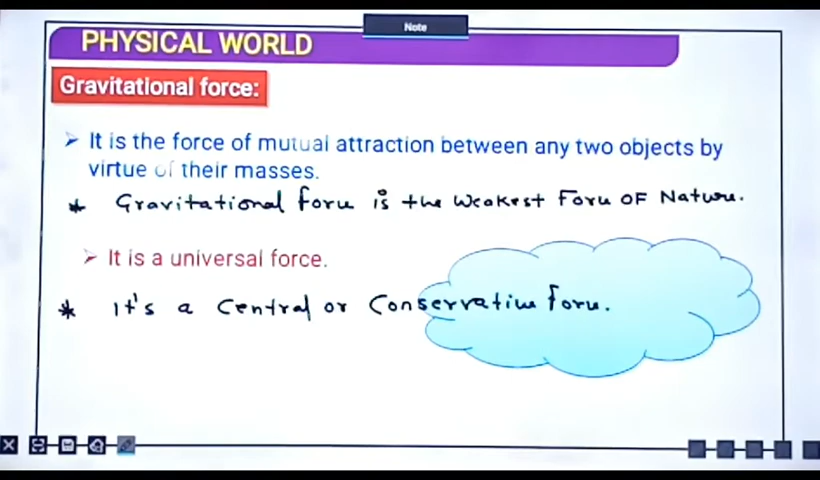 Note
PHYSICAL WORLD
Gravitational force:
➢ It is the force of mutual attraction between any two objects by
virtue of their masses.
* Gravitational force is the Weakest Force OF Nature.
➢ It is a universal force.
* It's a Central or Conservative force.